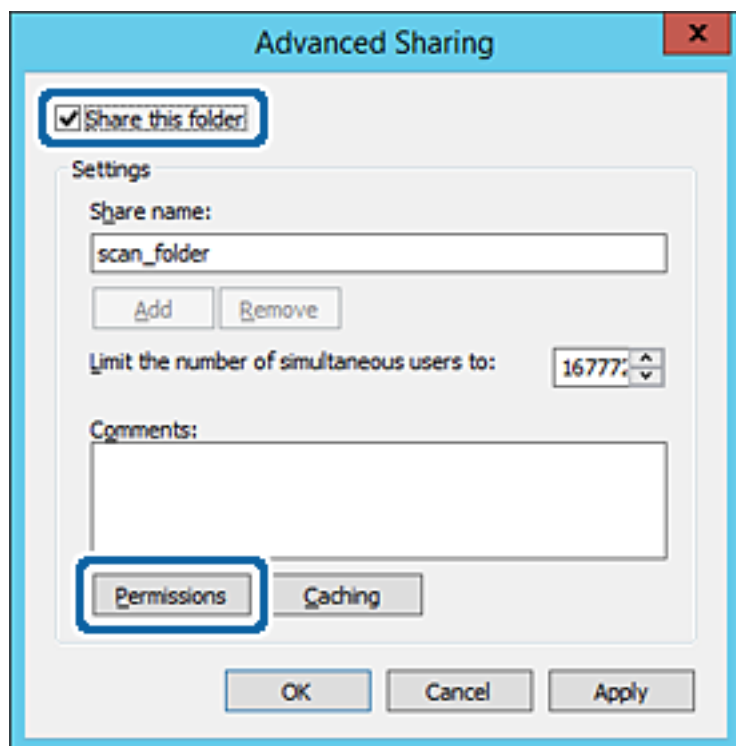 Advanced Sharing
x
Share this folder
Settings
Share name:
scan_folder
Add Remove
Limit the number of simultaneous users to:
Comments:
Permissions Caching
OK Cancel Apply